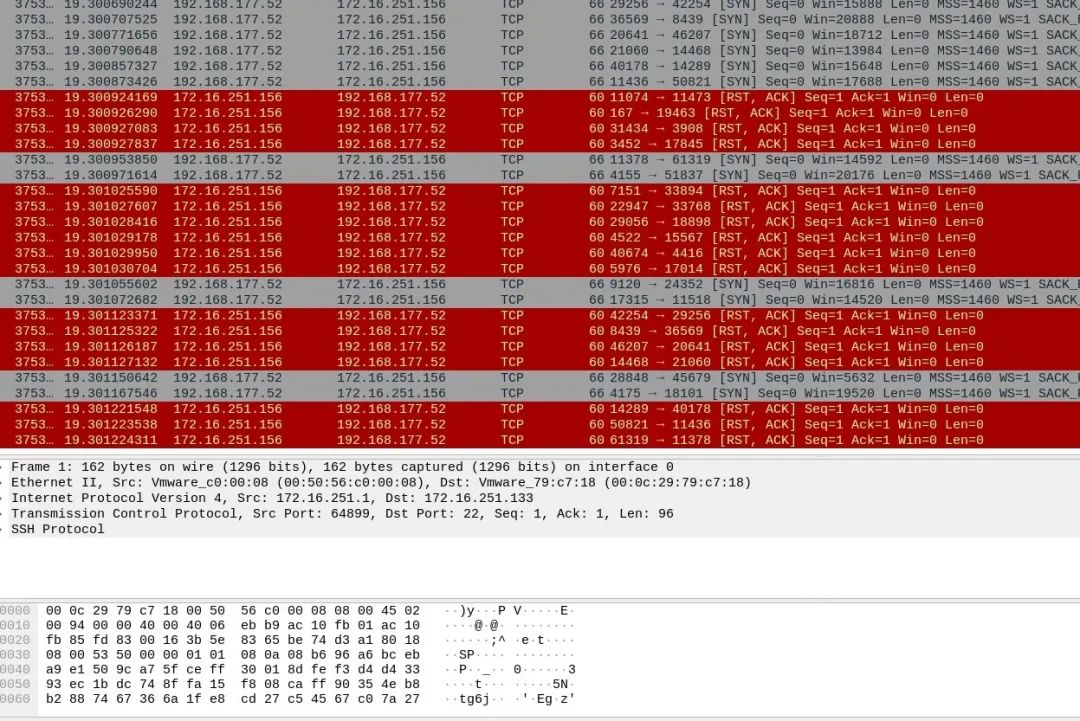 3753… 19.300690244 192.168.177.52 172.16.251.156 TCP 66 29256 → 42254 [SYN] Seq=0 Win=15888 Len=0 MSS=1460 WS=1 SACK_
3753… 19.300707525 192.168.177.52 172.16.251.156 TCP 66 36569 → 8439 [SYN] Seq=0 Win=20888 Len=0 MSS=1460 WS=1 SACK_P
3753… 19.300771656 192.168.177.52 172.16.251.156 TCP 66 20641 → 46207 [SYN] Seq=0 Win=18712 Len=0 MSS=1460 WS=1 SACK_
3753… 19.300790648 192.168.177.52 172.16.251.156 TCP 66 21060 → 14468 [SYN] Seq=0 Win=13984 Len=0 MSS=1460 WS=1 SACK_
3753… 19.300857327 192.168.177.52 172.16.251.156 TCP 66 40178 → 14289 [SYN] Seq=0 Win=15648 Len=0 MSS=1460 WS=1 SACK_
3753… 19.300873426 192.168.177.52 172.16.251.156 TCP 66 11436 → 50821 [SYN] Seq=0 Win=17688 Len=0 MSS=1460 WS=1 SACK_
3753… 19.300924169 172.16.251.156 192.168.177.52 TCP 60 11074 → 11473 [RST, ACK] Seq=1 Ack=1 Win=0 Len=0
3753… 19.300926290 172.16.251.156 192.168.177.52 TCP 60 167 → 19463 [RST, ACK] Seq=1 Ack=1 Win=0 Len=0
3753… 19.300927083 172.16.251.156 192.168.177.52 TCP 60 31434 → 3908 [RST, ACK] Seq=1 Ack=1 Win=0 Len=0
3753… 19.300927837 172.16.251.156 192.168.177.52 TCP 60 3452 → 17845 [RST, ACK] Seq=1 Ack=1 Win=0 Len=0
3753… 19.300953850 192.168.177.52 172.16.251.156 TCP 66 11378 → 61319 [SYN] Seq=0 Win=14592 Len=0 MSS=1460 WS=1 SACK_
3753… 19.300971614 192.168.177.52 172.16.251.156 TCP 66 4155 → 51837 [SYN] Seq=0 Win=20176 Len=0 MSS=1460 WS=1 SACK_P
3753… 19.301025590 172.16.251.156 192.168.177.52 TCP 60 7151 → 33894 [RST, ACK] Seq=1 Ack=1 Win=0 Len=0
3753… 19.301027607 172.16.251.156 192.168.177.52 TCP 60 22947 → 33768 [RST, ACK] Seq=1 Ack=1 Win=0 Len=0
3753… 19.301028416 172.16.251.156 192.168.177.52 TCP 60 29056 → 18898 [RST, ACK] Seq=1 Ack=1 Win=0 Len=0
3753… 19.301029178 172.16.251.156 192.168.177.52 TCP 60 4522 → 15567 [RST, ACK] Seq=1 Ack=1 Win=0 Len=0
3753… 19.301029950 172.16.251.156 192.168.177.52 TCP 60 40674 → 4416 [RST, ACK] Seq=1 Ack=1 Win=0 Len=0
3753… 19.301030704 172.16.251.156 192.168.177.52 TCP 60 5976 → 17014 [RST, ACK] Seq=1 Ack=1 Win=0 Len=0
3753… 19.301055602 192.168.177.52 172.16.251.156 TCP 66 9120 → 24352 [SYN] Seq=0 Win=16816 Len=0 MSS=1460 WS=1 SACK_P
3753… 19.301072682 192.168.177.52 172.16.251.156 TCP 66 17315 → 11518 [SYN] Seq=0 Win=14520 Len=0 MSS=1460 WS=1 SACK_
3753… 19.301123371 172.16.251.156 192.168.177.52 TCP 60 42254 → 29256 [RST, ACK] Seq=1 Ack=1 Win=0 Len=0
3753… 19.301125322 172.16.251.156 192.168.177.52 TCP 60 8439 → 36569 [RST, ACK] Seq=1 Ack=1 Win=0 Len=0
3753… 19.301126187 172.16.251.156 192.168.177.52 TCP 60 46207 → 20641 [RST, ACK] Seq=1 Ack=1 Win=0 Len=0
3753… 19.301127132 172.16.251.156 192.168.177.52 TCP 60 14468 → 21060 [RST, ACK] Seq=1 Ack=1 Win=0 Len=0
3753… 19.301150642 192.168.177.52 172.16.251.156 TCP 66 28848 → 45679 [SYN] Seq=0 Win=5632 Len=0 MSS=1460 WS=1 SACK_P
3753… 19.301167546 192.168.177.52 172.16.251.156 TCP 66 4175 → 18101 [SYN] Seq=0 Win=19520 Len=0 MSS=1460 WS=1 SACK_P
3753… 19.301221548 172.16.251.156 192.168.177.52 TCP 60 14289 → 40178 [RST, ACK] Seq=1 Ack=1 Win=0 Len=0
3753… 19.301223538 172.16.251.156 192.168.177.52 TCP 60 50821 → 11436 [RST, ACK] Seq=1 Ack=1 Win=0 Len=0
3753… 19.301224311 172.16.251.156 192.168.177.52 TCP 60 61319 → 11378 [RST, ACK] Seq=1 Ack=1 Win=0 Len=0
Frame 1: 162 bytes on wire (1296 bits), 162 bytes captured (1296 bits) on interface 0
Ethernet II, Src: Vmware_c0:00:08 (00:50:56:c0:00:08), Dst: Vmware_79:c7:18 (00:0c:29:79:c7:18)
Internet Protocol Version 4, Src: 172.16.251.1, Dst: 172.16.251.133
Transmission Control Protocol, Src Port: 64899, Dst Port: 22, Seq: 1, Ack: 1, Len: 96
SSH Protocol
0000 00 0c 29 79 c7 18 00 50 56 c0 00 08 08 00 45 02 ··)y···P V·····E·
0010 00 94 00 00 40 00 40 06 eb b9 ac 10 fb 01 ac 10 ····@·@· ········
0020 fb 85 fd 83 00 16 3b 5e 83 65 be 74 d3 a1 80 18 ······;^ ·e·t····
0030 08 00 53 50 00 00 01 01 08 0a 08 b6 96 a6 bc eb ··SP···· ········
0040 a9 e1 50 9c a7 5f ce ff 30 01 8d fe f3 d4 d4 33 ··P··_·· 0······3
0050 93 ec 1b dc 74 8f fa 15 f8 08 ca ff 90 35 4e b8 ····t··· ·····5N·
0060 b2 88 74 67 36 6a 1f e8 cd 27 c5 45 67 c0 7a 27 ··tg6j·· ·'·Eg·z'